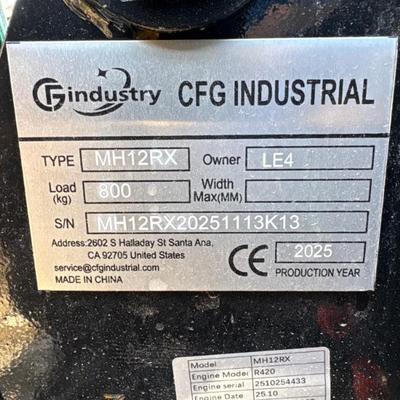 CFindustry CFG INDUSTRIAL
TYPE MH12RX Owner LE4
Load (kg) 800 Width Max(MM)
S/N MH12RX20251113K13
Address:2602 S Halladay St Santa Ana,
CA 92705 United States
service@cfgindustrial.com
MADE IN CHINA
CE 2025
PRODUCTION YEAR
Model MH12RX
Engine Model R420
Engine serial 2510254433
Engine Date 25.10